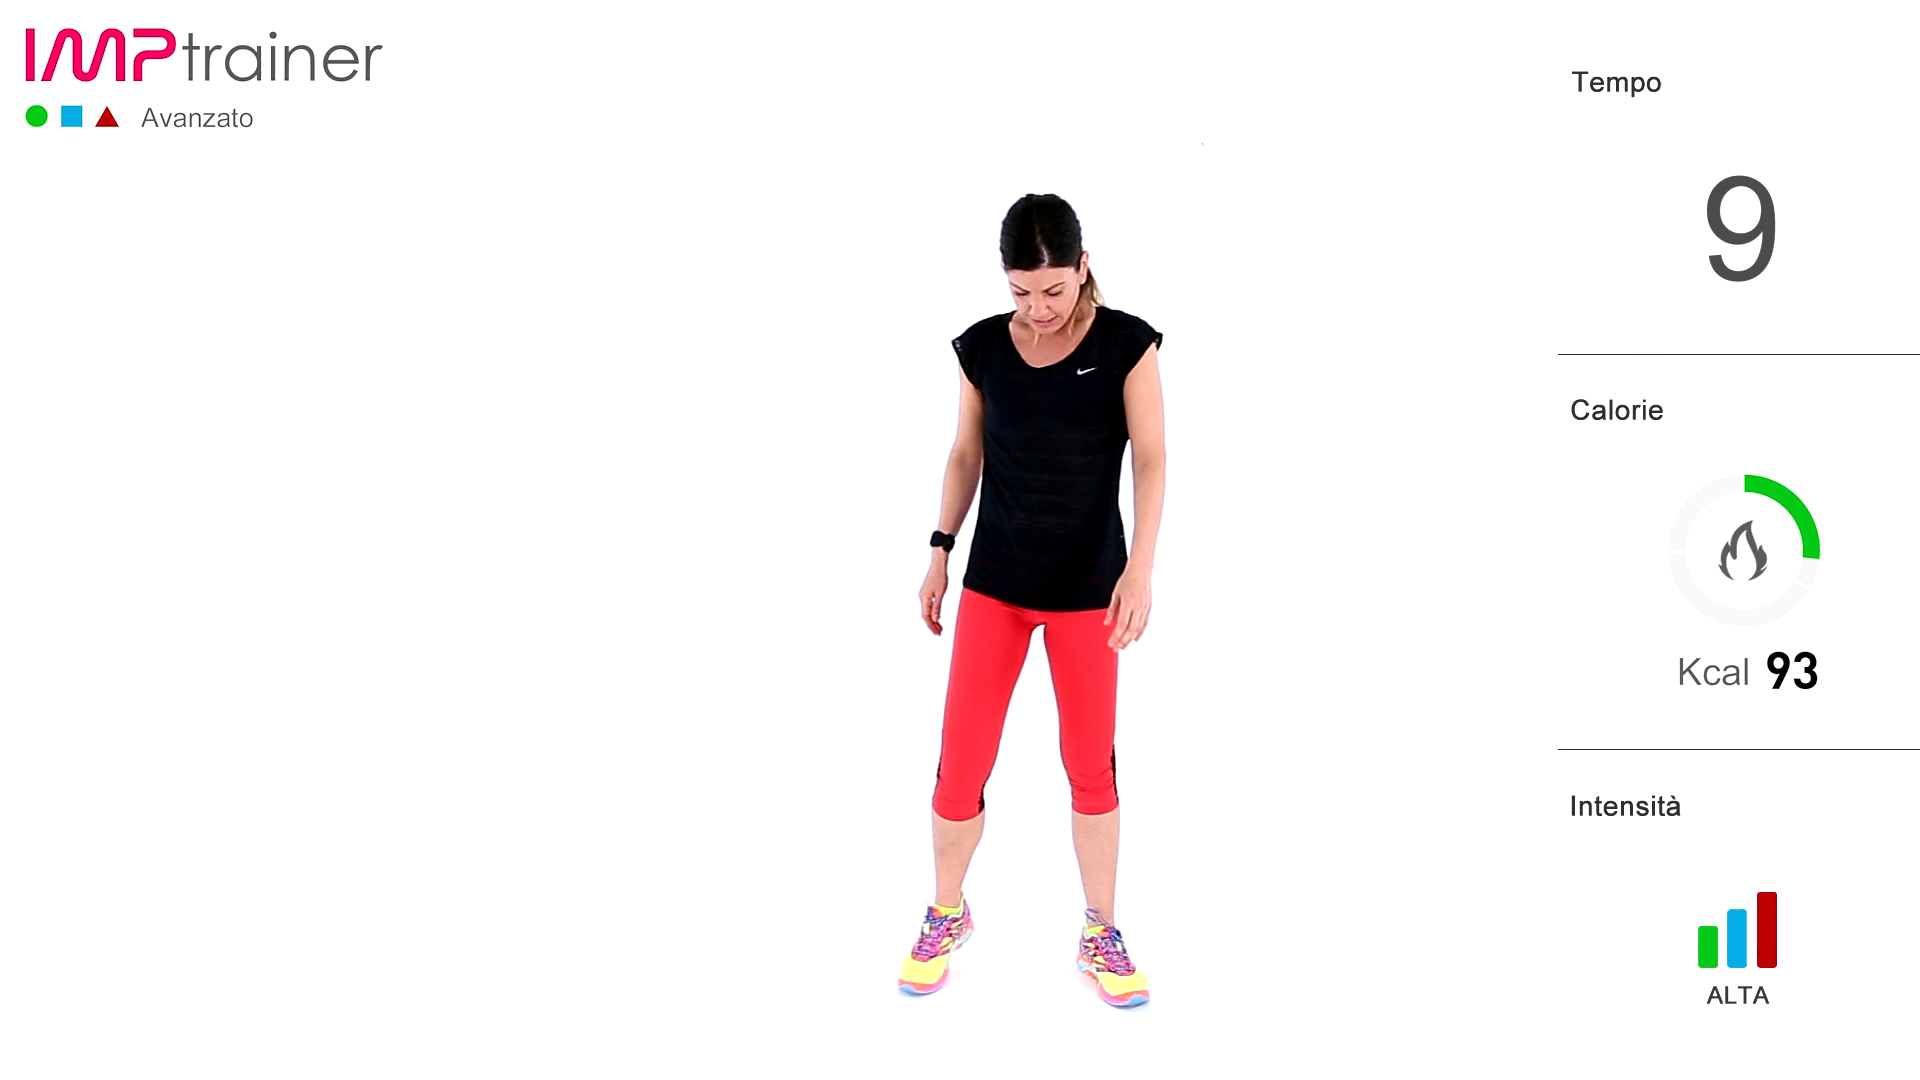 IMPtrainer
Avanzato
Tempo
9
Calorie
Kcal 93
Intensità
ALTA